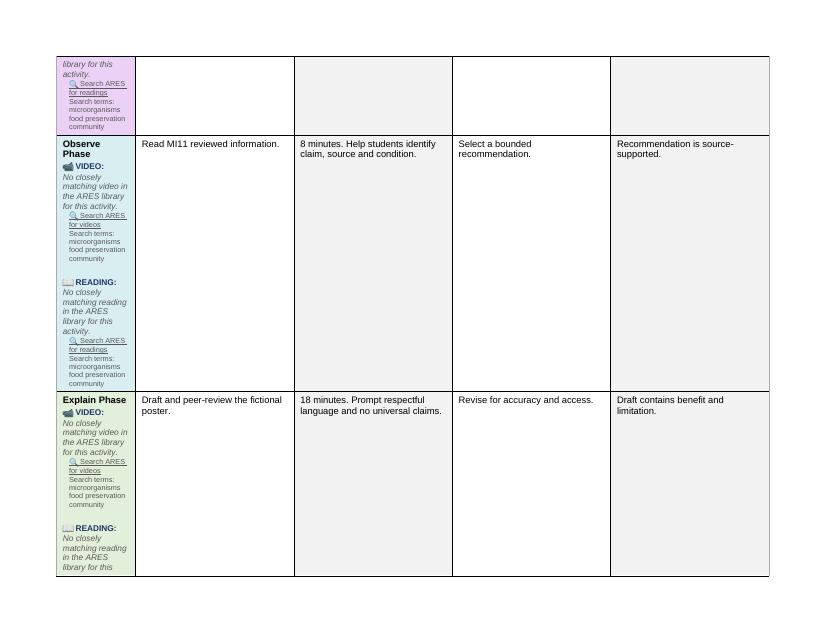 library for this
activity.
🔍 Search ARES
for readings
Search terms:
microorganisms
food preservation
community
Observe
Phase
📹 VIDEO:
No closely
matching video in
the ARES library
for this activity.
🔍 Search ARES
for videos
Search terms:
microorganisms
food preservation
community
📖 READING:
No closely
matching reading
in the ARES
library for this
activity.
🔍 Search ARES
for readings
Search terms:
microorganisms
food preservation
community
Read MI11 reviewed information.
8 minutes. Help students identify
claim, source and condition.
Select a bounded
recommendation.
Recommendation is source-
supported.
Explain Phase
📹 VIDEO:
No closely
matching video in
the ARES library
for this activity.
🔍 Search ARES
for videos
Search terms:
microorganisms
food preservation
community
📖 READING:
No closely
matching reading
in the ARES
library for this
Draft and peer-review the fictional
poster.
18 minutes. Prompt respectful
language and no universal claims.
Revise for accuracy and access.
Draft contains benefit and
limitation.